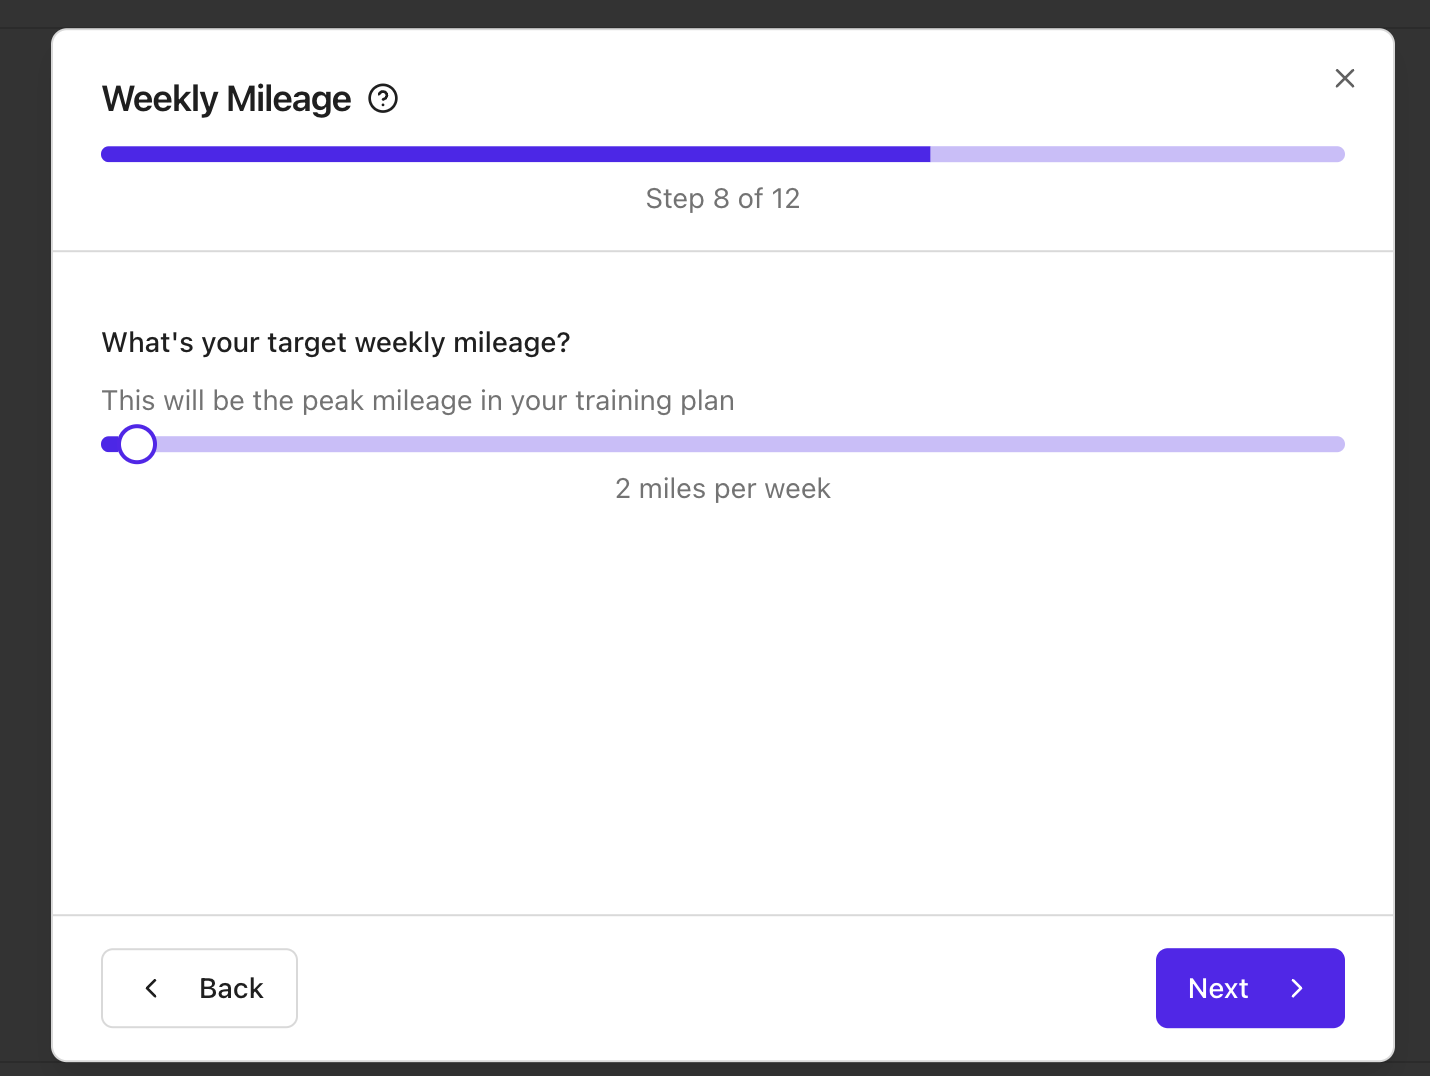 Weekly Mileage
Step 8 of 12
What's your target weekly mileage?
This will be the peak mileage in your training plan
2 miles per week
Back
Next